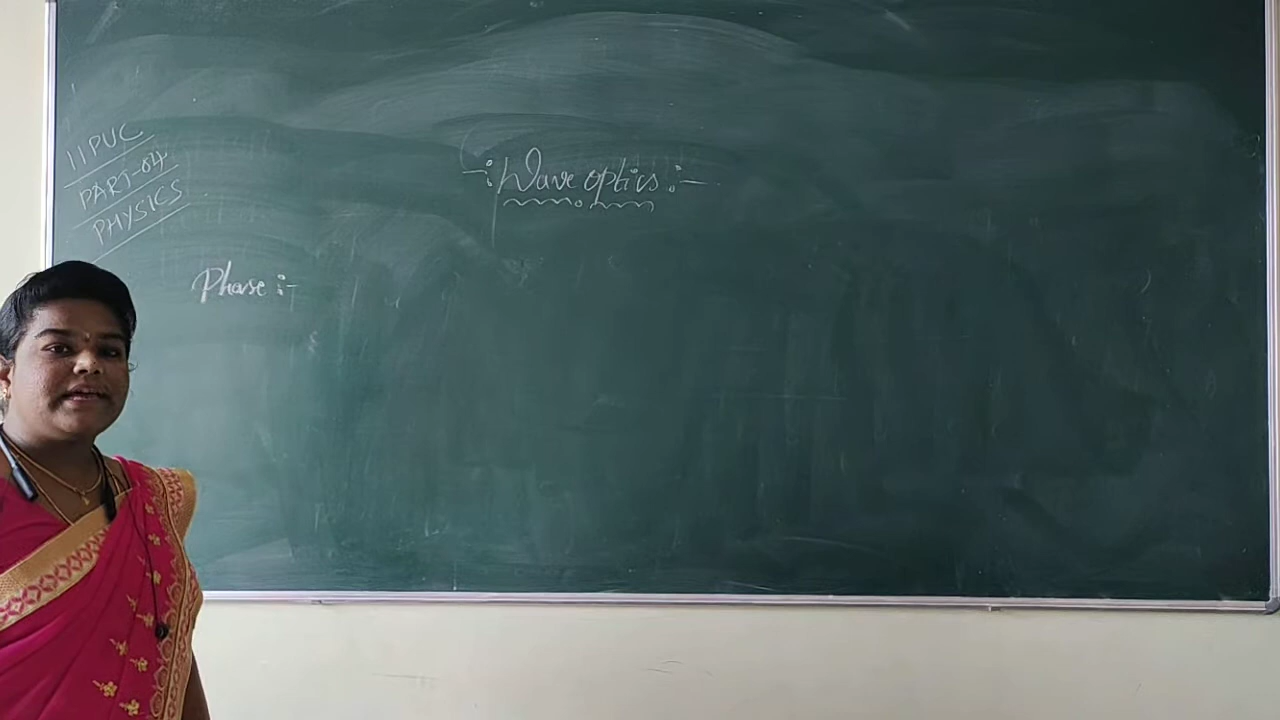 II PUC
PART-04
PHYSICS
-: Wave optics :-
Phase :-